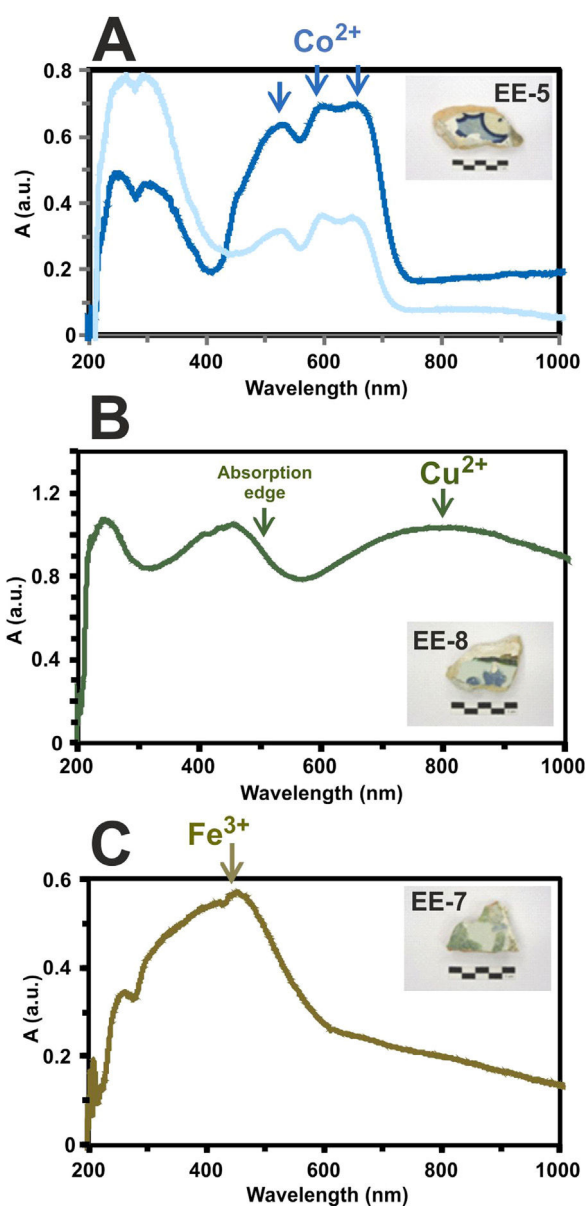 A
Co²⁺
EE-5
A (a.u.)
0.8
0.6
0.4
0.2
0
200
400
600
800
1000
Wavelength (nm)
B
Absorption
edge
Cu²⁺
EE-8
A (a.u.)
1.2
0.8
0.4
0
200
400
600
800
1000
Wavelength (nm)
C
Fe³⁺
EE-7
A (a.u.)
0.6
0.4
0.2
0
200
400
600
800
1000
Wavelength (nm)